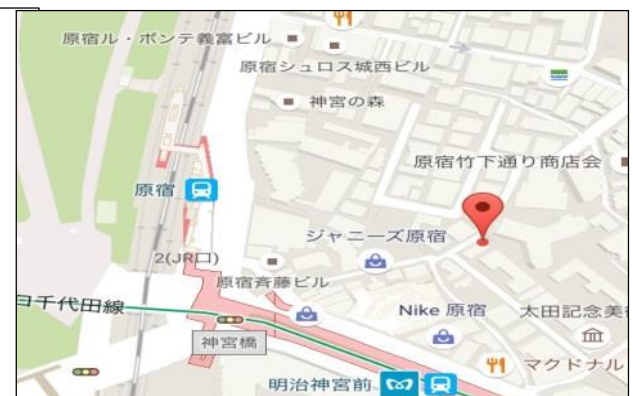 原宿ル・ポンテ義富ビル
原宿シュロス城西ビル
神宮の森
原宿竹下通り商店会
原宿
ジャニーズ原宿
2(JR口)
原宿斉藤ビル
千代田線
Nike 原宿
太田記念美
神宮橋
マクドナル
明治神宮前